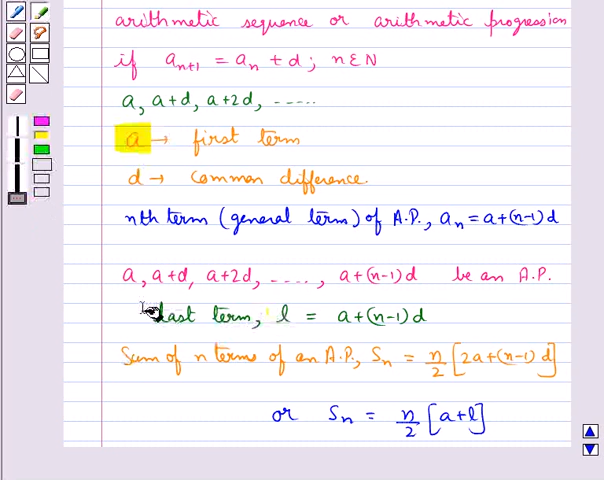 arithmetic sequence or arithmetic progression
if aₙ₊₁ = aₙ + d ; n ∈ N
a, a+d, a+2d, ......
a → first term
d → common difference.
nth term (general term) of A.P., aₙ = a+(n-1)d
a, a+d, a+2d, ....., a+(n-1)d be an A.P.
Last term, l = a+(n-1)d
Sum of n terms of an A.P., Sₙ = n/2 [2a+(n-1)d]
or Sₙ = n/2 [a+l]